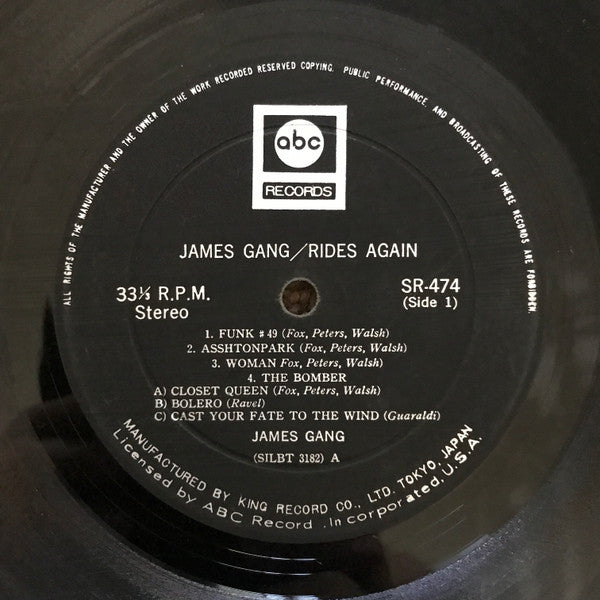 ALL RIGHTS OF THE MANUFACTURER AND THE OWNER OF THE WORK RECORDED RESERVED COPYING. PUBLIC PERFORMANCE, AND BROADCASTING OF THESE RECORDS ARE FORBIDDEN.
abc
RECORDS
JAMES GANG/RIDES AGAIN
33⅓ R.P.M.
Stereo
SR-474
(Side 1)
1. FUNK #49 (Fox, Peters, Walsh)
2. ASSHTONPARK (Fox, Peters, Walsh)
3. WOMAN Fox, Peters, Walsh)
4. THE BOMBER
A) CLOSET QUEEN (Fox, Peters, Walsh)
B) BOLERO (Ravel)
C) CAST YOUR FATE TO THE WIND (Guaraldi)
JAMES GANG
(SILBT 3182) A
MANUFACTURED BY KING RECORD CO., LTD. TOKYO, JAPAN
Licensed by ABC Record .Incorporated, U.S.A.